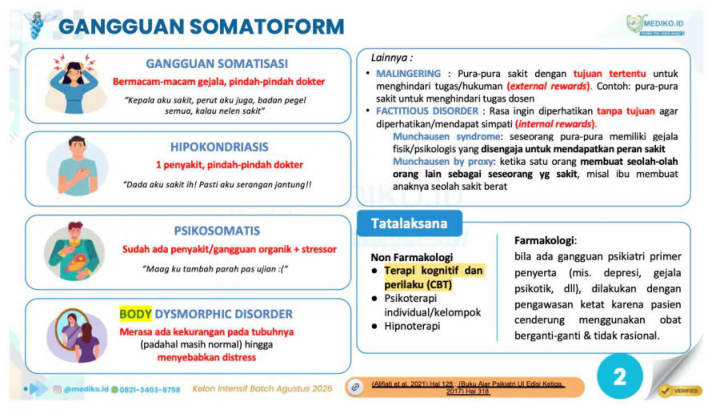 GANGGUAN SOMATOFORM
MEDIKO.ID
GANGGUAN SOMATISASI
Bermacam-macam gejala, pindah-pindah dokter
"Kepala aku sakit, perut aku juga, badan pegel
semua, kalau nelen sakit"
HIPOKONDRIASIS
1 penyakit, pindah-pindah dokter
"Dada aku sakit ih! Pasti aku serangan jantung!!
PSIKOSOMATIS
Sudah ada penyakit/gangguan organik + stressor
"Maag ku tambah parah pas ujian :("
BODY DYSMORPHIC DISORDER
Merasa ada kekurangan pada tubuhnya
(padahal masih normal) hingga
menyebabkan distress
Lainnya :
• MALINGERING : Pura-pura sakit dengan tujuan tertentu untuk
menghindari tugas/hukuman (external rewards). Contoh: pura-pura
sakit untuk menghindari tugas dosen
• FACTITIOUS DISORDER : Rasa ingin diperhatikan tanpa tujuan agar
diperhatikan/mendapat simpati (internal rewards).
Munchausen syndrome: seseorang pura-pura memiliki gejala
fisik/psikologis yang disengaja untuk mendapatkan peran sakit
Munchausen by proxy: ketika satu orang membuat seolah-olah
orang lain sebagai seseorang yg sakit, misal ibu membuat
anaknya seolah sakit berat
Tatalaksana
Non Farmakologi
• Terapi kognitif dan
perilaku (CBT)
• Psikoterapi
individual/kelompok
• Hipnoterapi
Farmakologi:
bila ada gangguan psikiatri primer
penyerta (mis. depresi, gejala
psikotik, dll), dilakukan dengan
pengawasan ketat karena pasien
cenderung menggunakan obat
berganti-ganti & tidak rasional.
@mediko.id 0821-3403-8758 Kelon Intensif Batch Agustus 2026
(Alfiati et al, 2021) Hal 128 ; (Buku Ajar Psikiatri UI Edisi Ketiga,
2017) Hal 318
2
VERIFIED